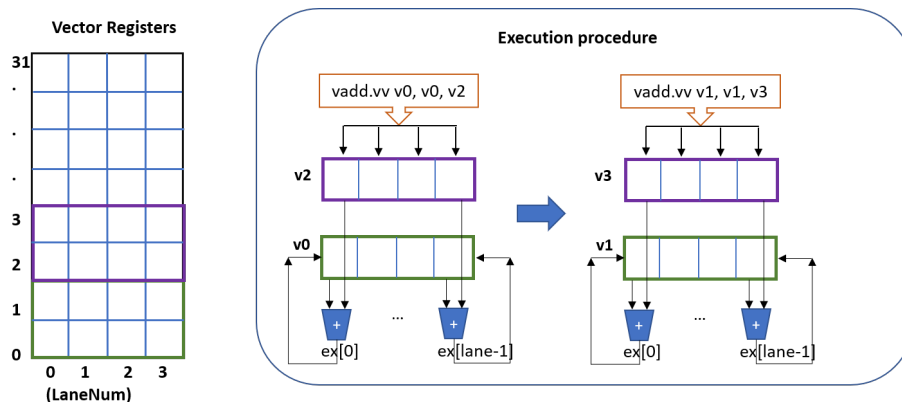 Vector Registers
31
.
.
.
3
2
1
0
0 1 2 3
(LaneNum)
Execution procedure
vadd.vv v0, v0, v2
v2
v0
...
+ +
ex[0] ex[lane-1]
vadd.vv v1, v1, v3
v3
v1
...
+ +
ex[0] ex[lane-1]